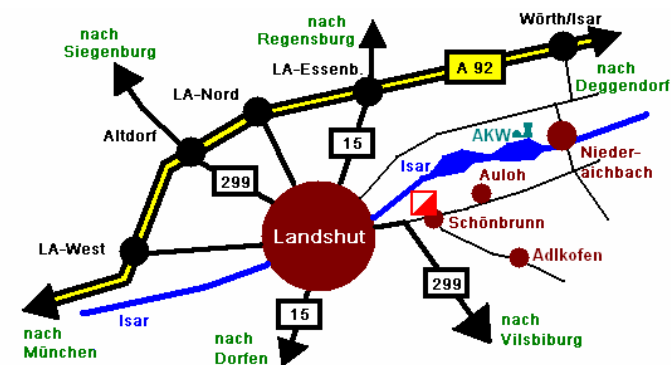 nach
Siegenburg
nach
Regensburg
Wörth/Isar
LA-Essenb.
A 92
nach
Deggendorf
LA-Nord
Altdorf
15
AKW
Isar
Nieder-
aichbach
299
Auloh
Schönbrunn
Landshut
LA-West
Adlkofen
299
15
Isar
nach
München
nach
Dorfen
nach
Vilsbiburg